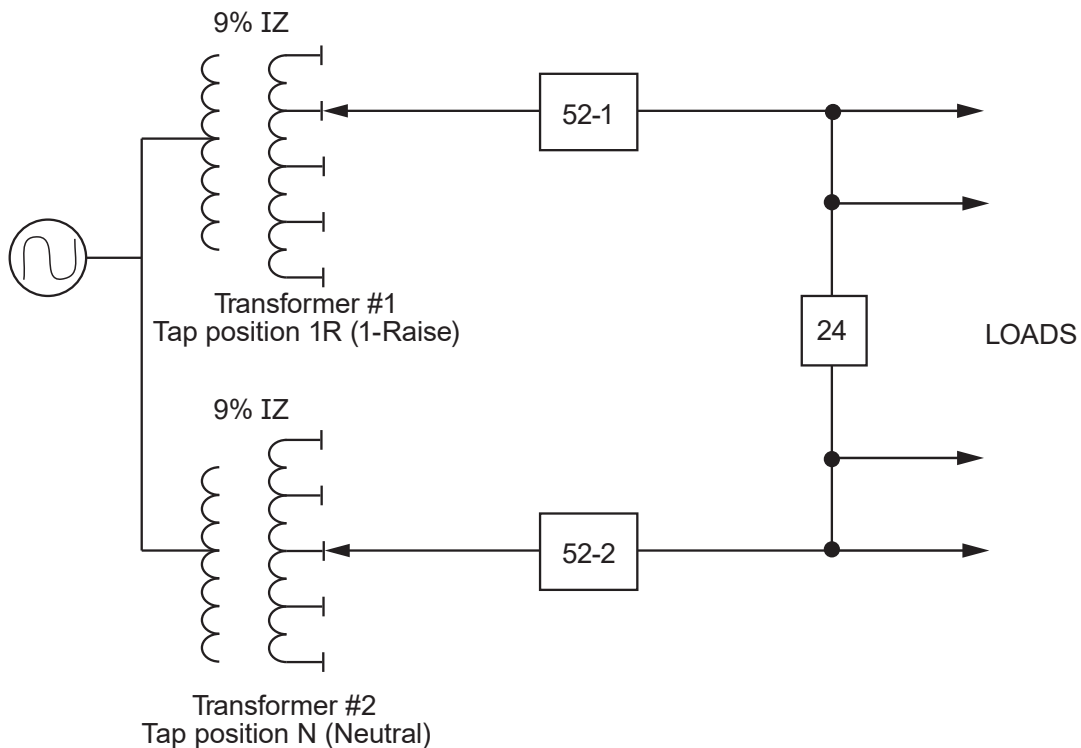 9% IZ
52-1
Transformer #1
Tap position 1R (1-Raise)
24
LOADS
9% IZ
52-2
Transformer #2
Tap position N (Neutral)